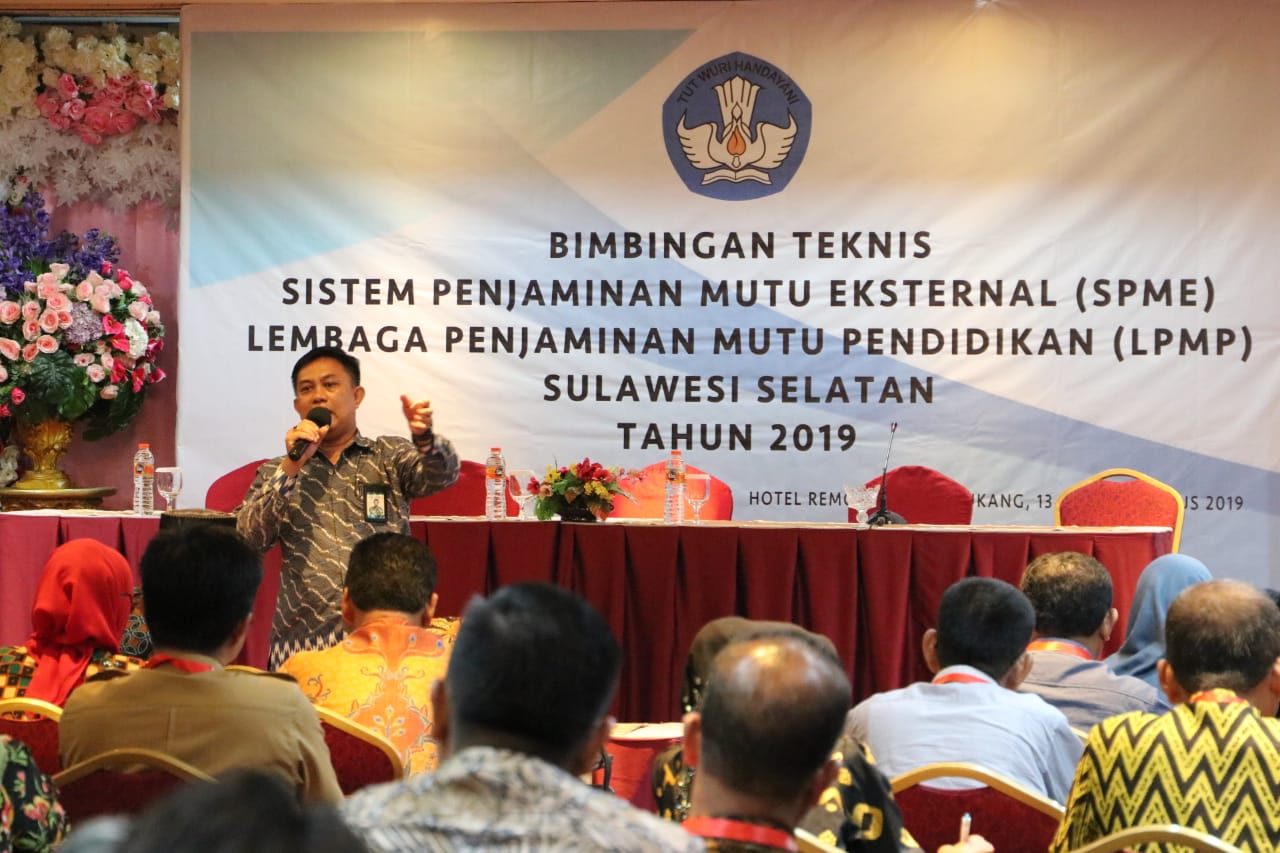 TUT WURI HANDAYANI
BIMBINGAN TEKNIS
SISTEM PENJAMINAN MUTU EKSTERNAL (SPME)
LEMBAGA PENJAMINAN MUTU PENDIDIKAN (LPMP)
SULAWESI SELATAN
TAHUN 2019
HOTEL 13 2019